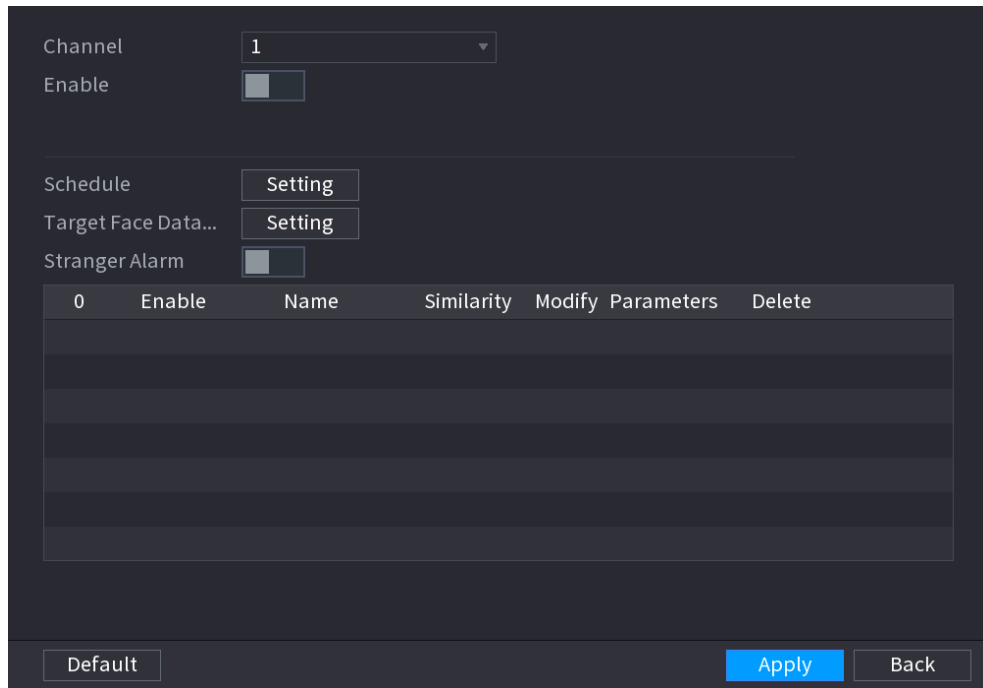 Channel 1
Enable
Schedule Setting
Target Face Data... Setting
Stranger Alarm
0 Enable Name Similarity Modify Parameters Delete
Default Apply Back